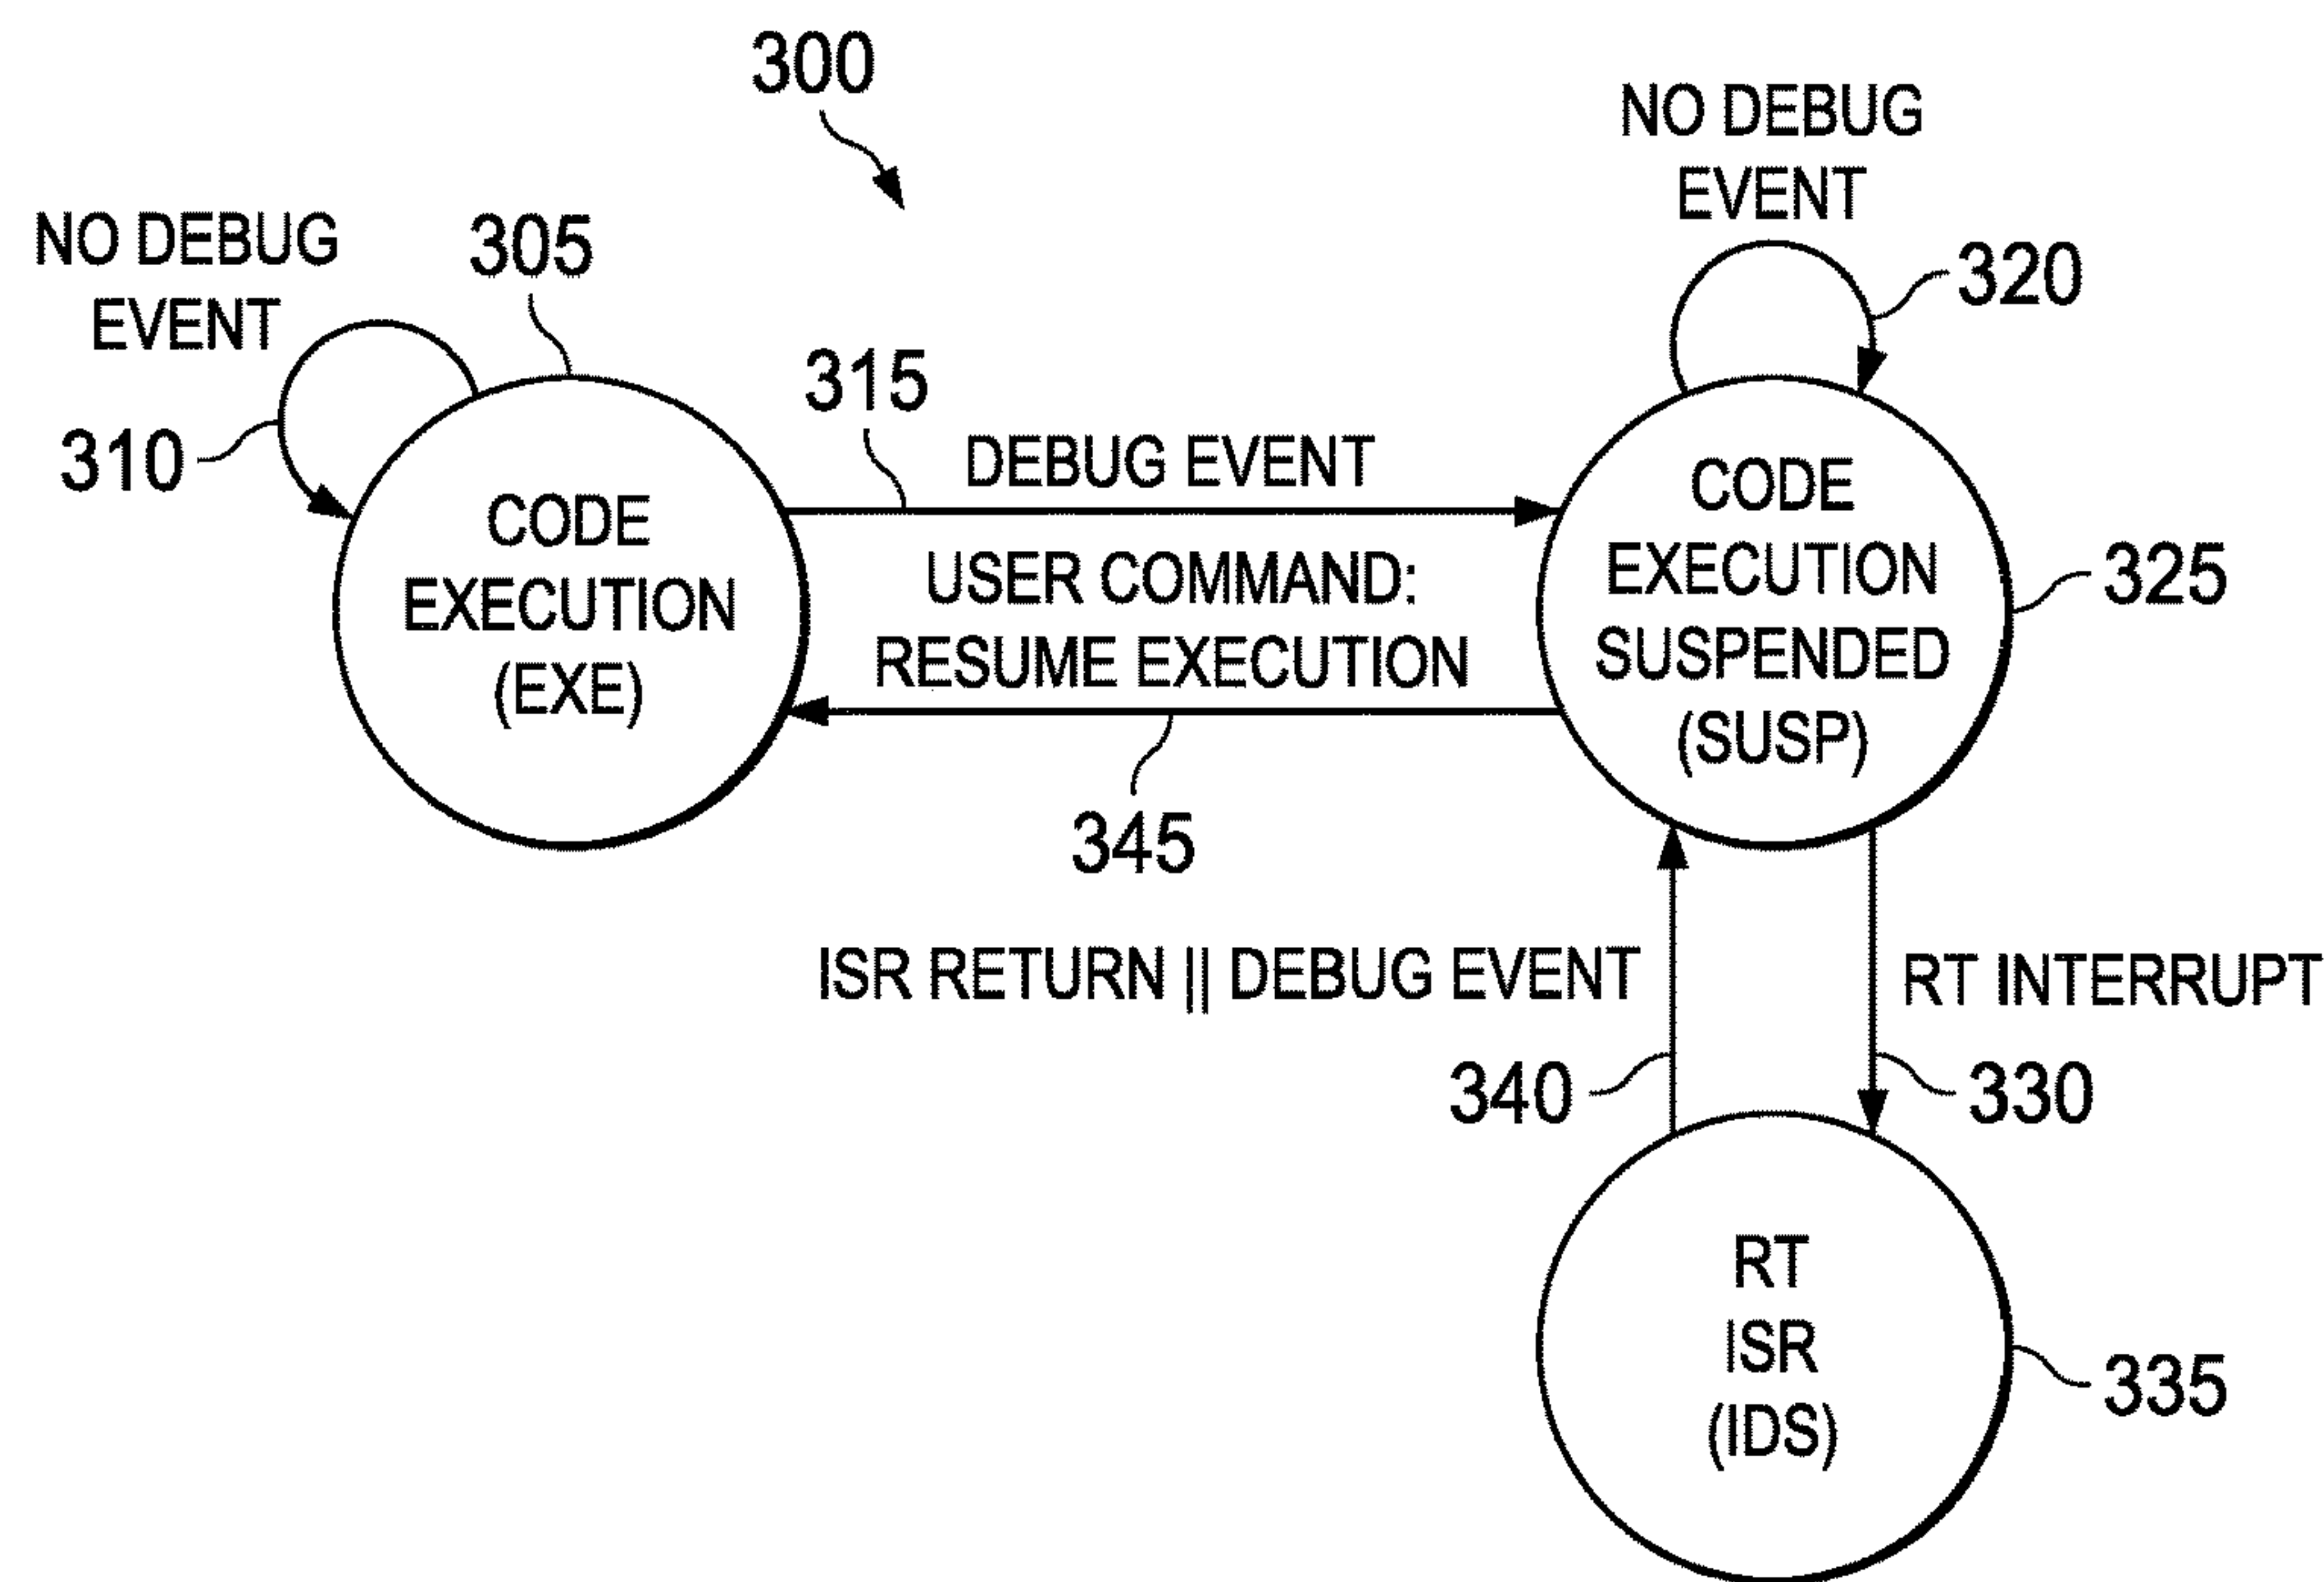 300
NO DEBUG
EVENT
320
NO DEBUG
EVENT
305
310
315
DEBUG EVENT
CODE
EXECUTION
(EXE)
USER COMMAND:
RESUME EXECUTION
345
CODE
EXECUTION
SUSPENDED
(SUSP)
325
ISR RETURN || DEBUG EVENT
RT INTERRUPT
340
330
RT
ISR
(IDS)
335